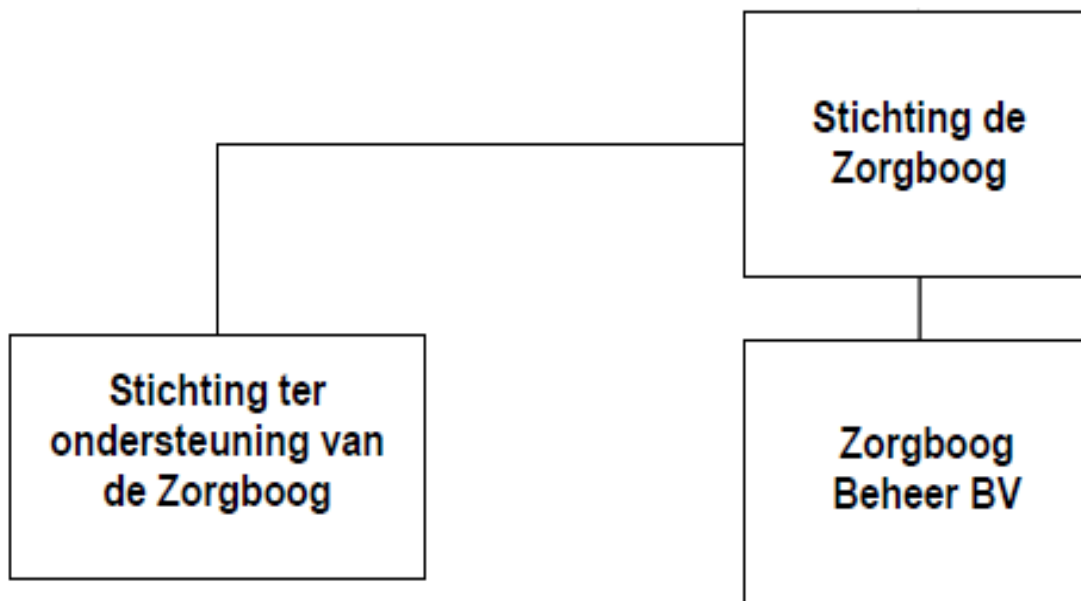 Stichting de
Zorgboog
Stichting ter
ondersteuning van
de Zorgboog
Zorgboog
Beheer BV